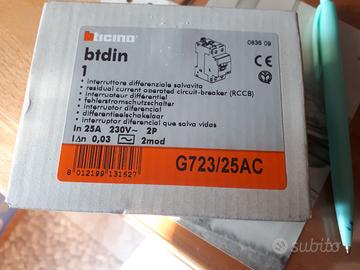 bticino
btdin
1
0836 09
CE
• interruttore differenziale salvavita
• residual current operated circuit-breaker (RCCB)
• interrupteur différentiel
• fehlerstromschutzschalter
• interruptor diferencial
• differentieelschakelaar
• interruptor diferencial que salva vidas
In 25A 230V~ 2P
IΔn 0,03 2mod
G723/25AC
8 012199 131527
subito